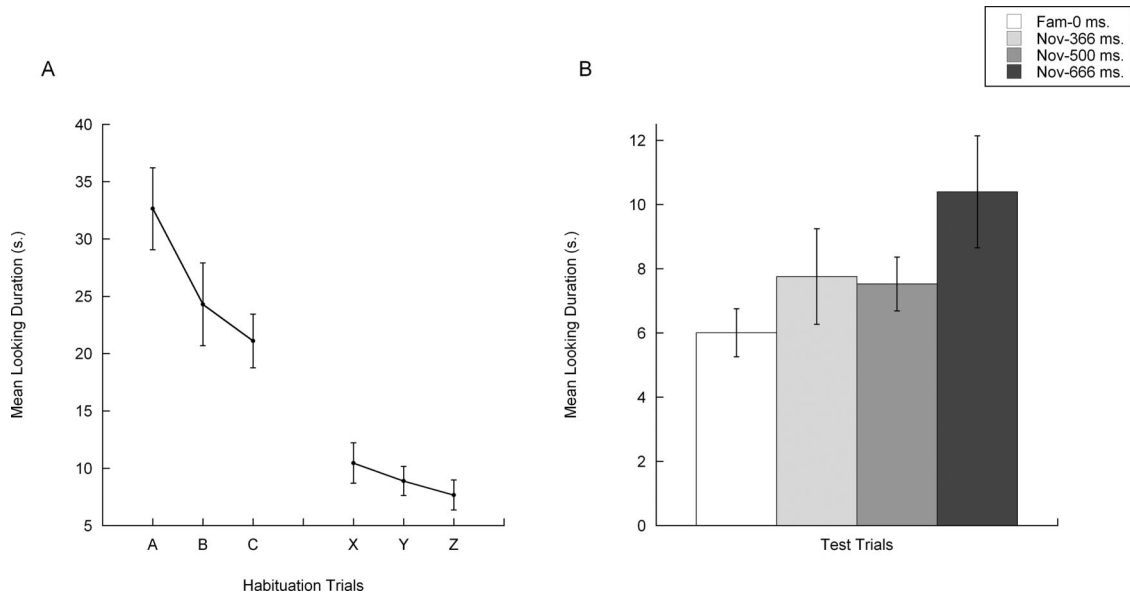 Fam-0 ms.
Nov-366 ms.
Nov-500 ms.
Nov-666 ms.
A
B
Mean Looking Duration (s.)
40
35
30
25
20
15
10
5
A B C X Y Z
Habituation Trials
Mean Looking Duration (s.)
12
10
8
6
4
2
0
Test Trials